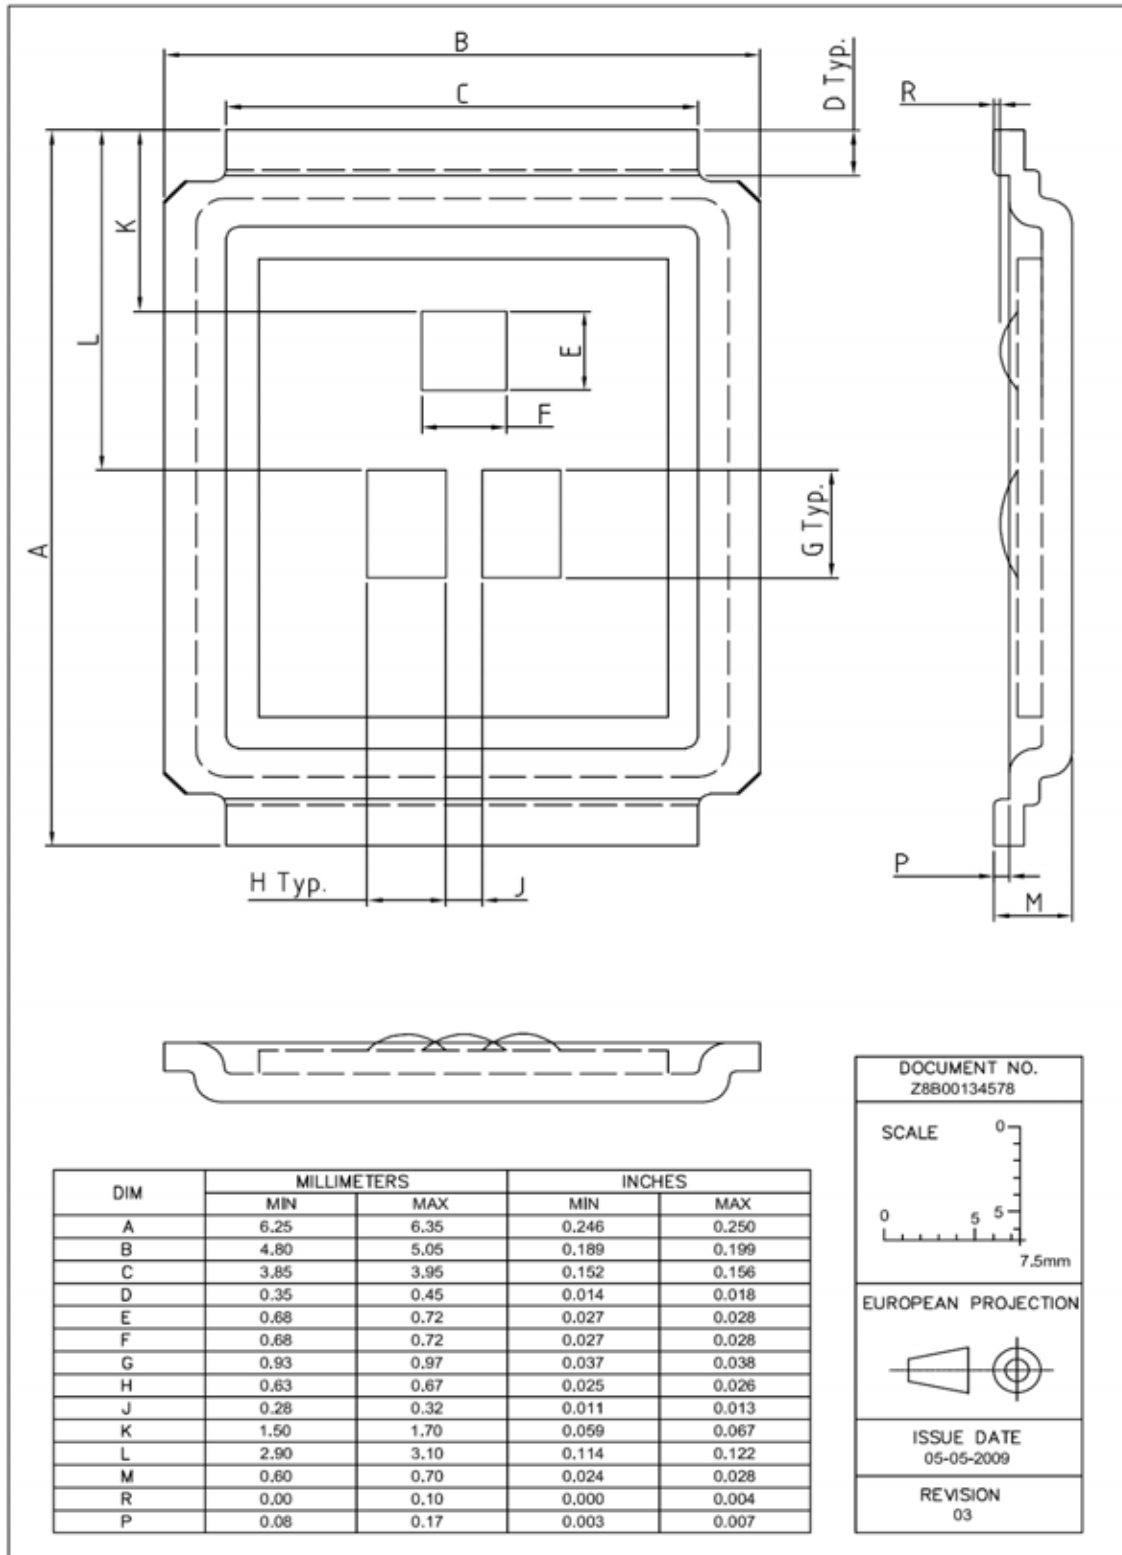 B
C
D Typ.
R
K
L
E
F
A
G Typ.
H Typ.
J
P
M
DOCUMENT NO.
Z8B00134578
SCALE
0
0
5
5
7.5mm
EUROPEAN PROJECTION
ISSUE DATE
05-05-2009
REVISION
03
DIM MILLIMETERS INCHES
MIN MAX MIN MAX
A 6.25 6.35 0.246 0.250
B 4.80 5.05 0.189 0.199
C 3.85 3.95 0.152 0.156
D 0.35 0.45 0.014 0.018
E 0.68 0.72 0.027 0.028
F 0.68 0.72 0.027 0.028
G 0.93 0.97 0.037 0.038
H 0.63 0.67 0.025 0.026
J 0.28 0.32 0.011 0.013
K 1.50 1.70 0.059 0.067
L 2.90 3.10 0.114 0.122
M 0.60 0.70 0.024 0.028
R 0.00 0.10 0.000 0.004
P 0.08 0.17 0.003 0.007